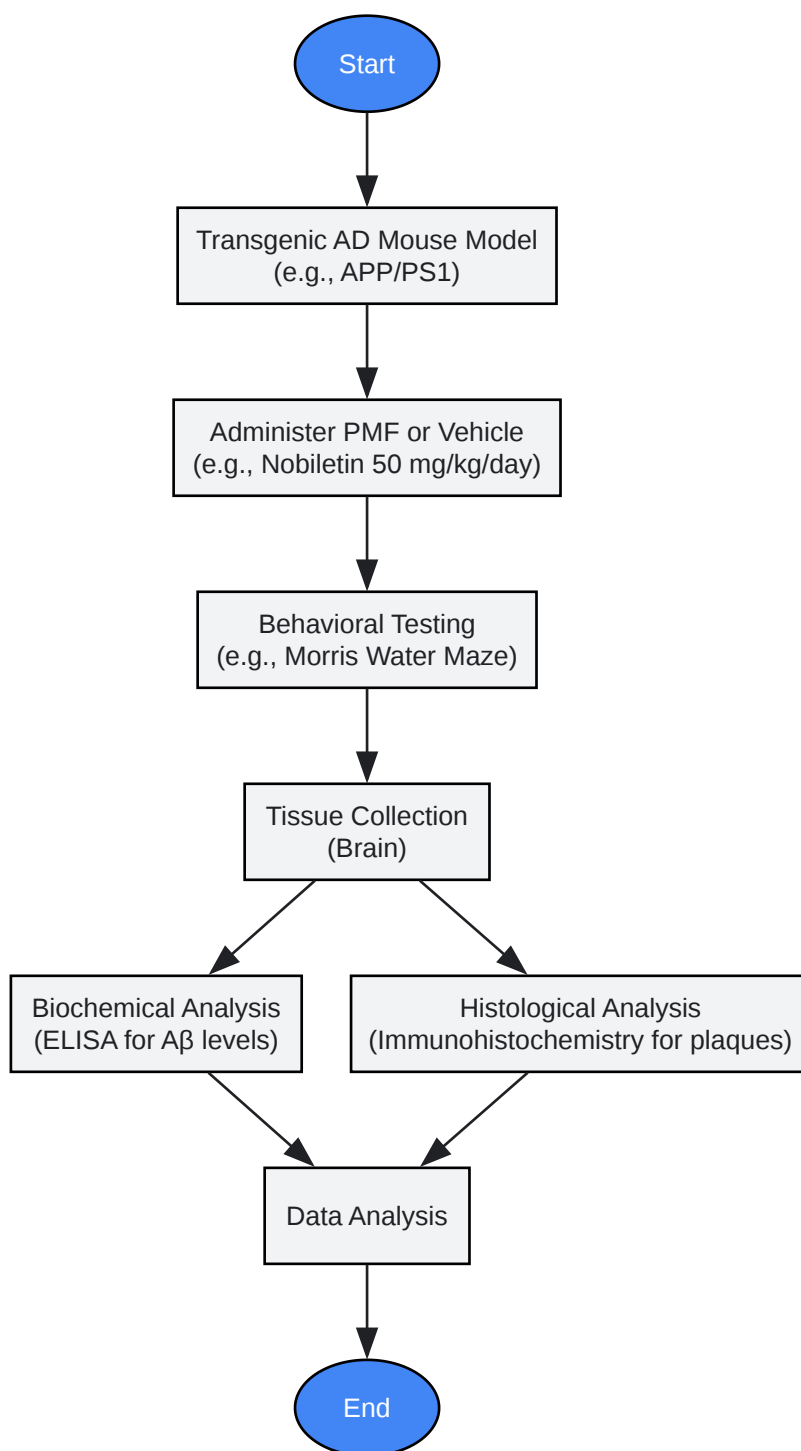 Start
Transgenic AD Mouse Model
(e.g., APP/PS1)
Administer PMF or Vehicle
(e.g., Nobiletin 50 mg/kg/day)
Behavioral Testing
(e.g., Morris Water Maze)
Tissue Collection
(Brain)
Biochemical Analysis
(ELISA for Aβ levels)
Histological Analysis
(Immunohistochemistry for plaques)
Data Analysis
End